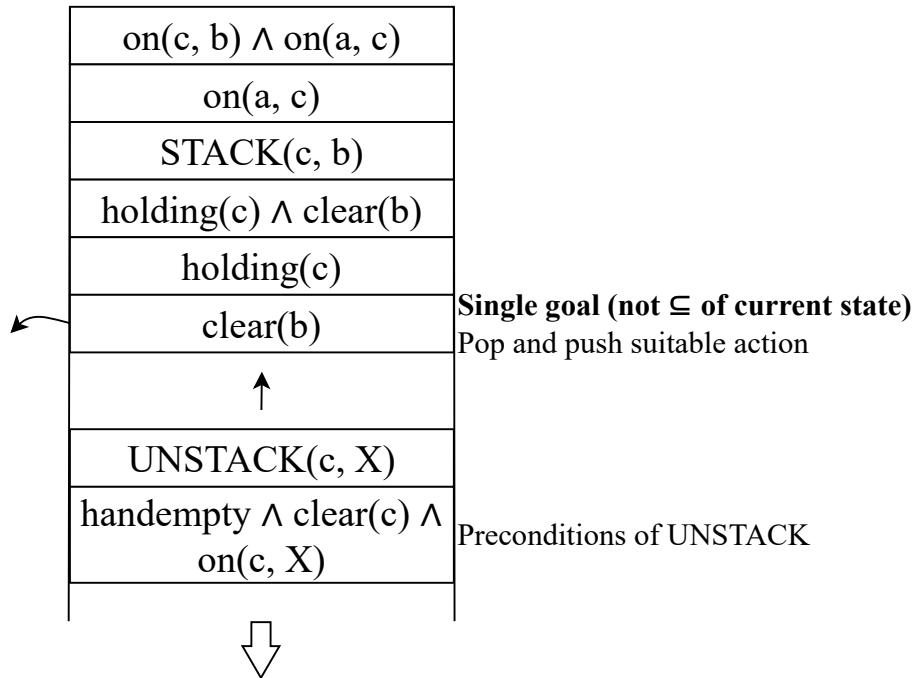 on(c, b) ∧ on(a, c)
on(a, c)
STACK(c, b)
holding(c) ∧ clear(b)
holding(c)
clear(b)
Single goal (not ⊆ of current state)
Pop and push suitable action
UNSTACK(c, X)
handempty ∧ clear(c) ∧
on(c, X)
Preconditions of UNSTACK